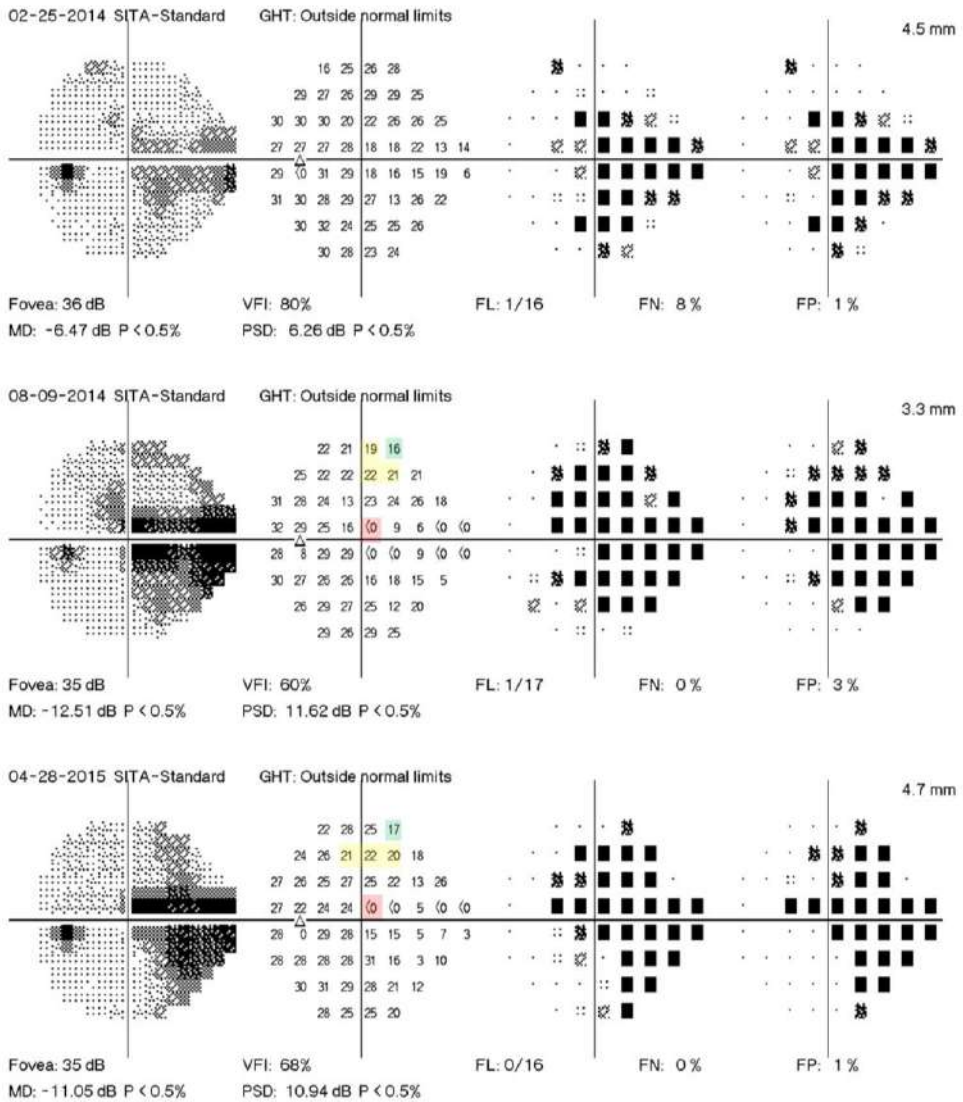 02-25-2014 SITA-Standard GHT: Outside normal limits
4.5 mm
16 25 26 28
29 27 26 29 29 25
30 30 30 20 22 26 26 25
27 27 27 28 18 18 22 13 14
29 <0 31 29 18 16 15 19 6
31 30 28 29 27 13 26 22
30 32 24 25 25 26
30 28 23 24
Fovea: 36 dB VFI: 80% FL: 1/16 FN: 8 % FP: 1 %
MD: -6.47 dB P < 0.5% PSD: 6.26 dB P < 0.5%
08-09-2014 SITA-Standard GHT: Outside normal limits
3.3 mm
22 21 19 16
25 22 22 22 21 21
31 28 24 13 23 24 26 18
32 29 25 16 <0 9 6 <0 <0
28 8 29 29 <0 <0 9 <0 <0
30 27 26 26 16 18 15 5
26 29 27 25 12 20
29 26 29 25
Fovea: 35 dB VFI: 60% FL: 1/17 FN: 0 % FP: 3 %
MD: -12.51 dB P < 0.5% PSD: 11.62 dB P < 0.5%
04-28-2015 SITA-Standard GHT: Outside normal limits
4.7 mm
22 28 25 17
24 26 21 22 20 18
27 26 25 27 25 22 13 26
27 22 24 24 <0 <0 5 <0 <0
28 0 29 28 15 15 5 7 3
28 28 28 28 31 16 3 10
30 31 29 28 21 12
28 25 25 20
Fovea: 35 dB VFI: 68% FL: 0/16 FN: 0 % FP: 1 %
MD: -11.05 dB P < 0.5% PSD: 10.94 dB P < 0.5%